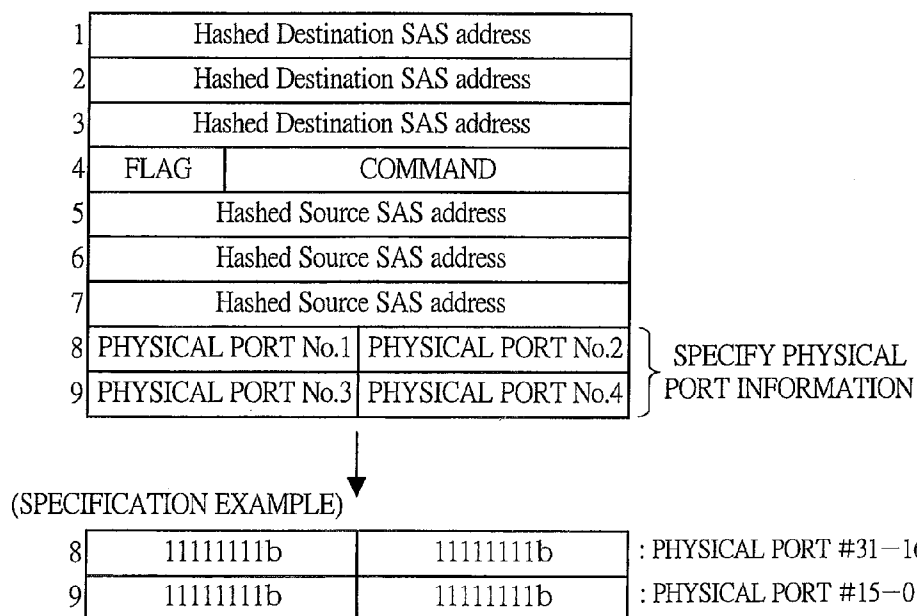 1 Hashed Destination SAS address
2 Hashed Destination SAS address
3 Hashed Destination SAS address
4 FLAG COMMAND
5 Hashed Source SAS address
6 Hashed Source SAS address
7 Hashed Source SAS address
8 PHYSICAL PORT No.1 PHYSICAL PORT No.2
9 PHYSICAL PORT No.3 PHYSICAL PORT No.4
SPECIFY PHYSICAL
PORT INFORMATION
(SPECIFICATION EXAMPLE)
8 11111111b 11111111b : PHYSICAL PORT #31-16
9 11111111b 11111111b : PHYSICAL PORT #15-0